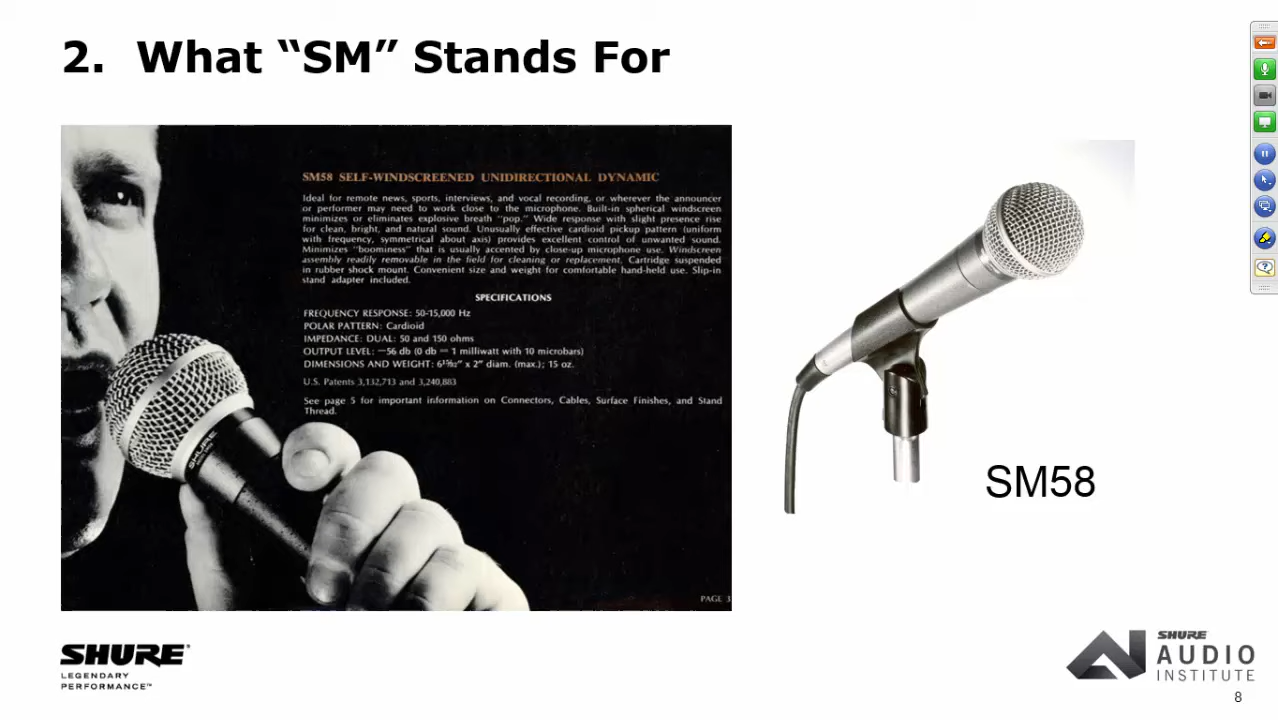 2. What “SM” Stands For
SM58 SELF-WINDSCREENED UNIDIRECTIONAL DYNAMIC
Ideal for remote news, sports, interviews, and vocal recording, or wherever the announcer
or performer may need to work close to the microphone. Built-in spherical windscreen
minimizes or eliminates explosive breath “pop.” Wide response with slight presence rise
for clean, bright, and natural sound. Unusually effective cardioid pickup pattern (uniform
with frequency, symmetrical about axis) provides excellent control of unwanted sound.
Minimizes “boominess” that is usually accented by close-up microphone use. Windscreen
assembly readily removable in the field for cleaning or replacement. Cartridge suspended
in rubber shock mount. Convenient size and weight for comfortable hand-held use. Slip-in
stand adapter included.
SPECIFICATIONS
FREQUENCY RESPONSE: 50-15,000 Hz
POLAR PATTERN: Cardioid
IMPEDANCE: DUAL: 50 and 150 ohms
OUTPUT LEVEL: —56 db (0 db = 1 milliwatt with 10 microbars)
DIMENSIONS AND WEIGHT: x 2” diam. (max.); 15 oz.
U.S. Patents 3,132,713 and 3,240,883
See page 5 for important information on Connectors, Cables, Surface Finishes, and Stand
Thread.
SHURE
PAGE 3
SM58
SHURE®
LEGENDARY
PERFORMANCE™
SHURE
AUDIO
INSTITUTE
8